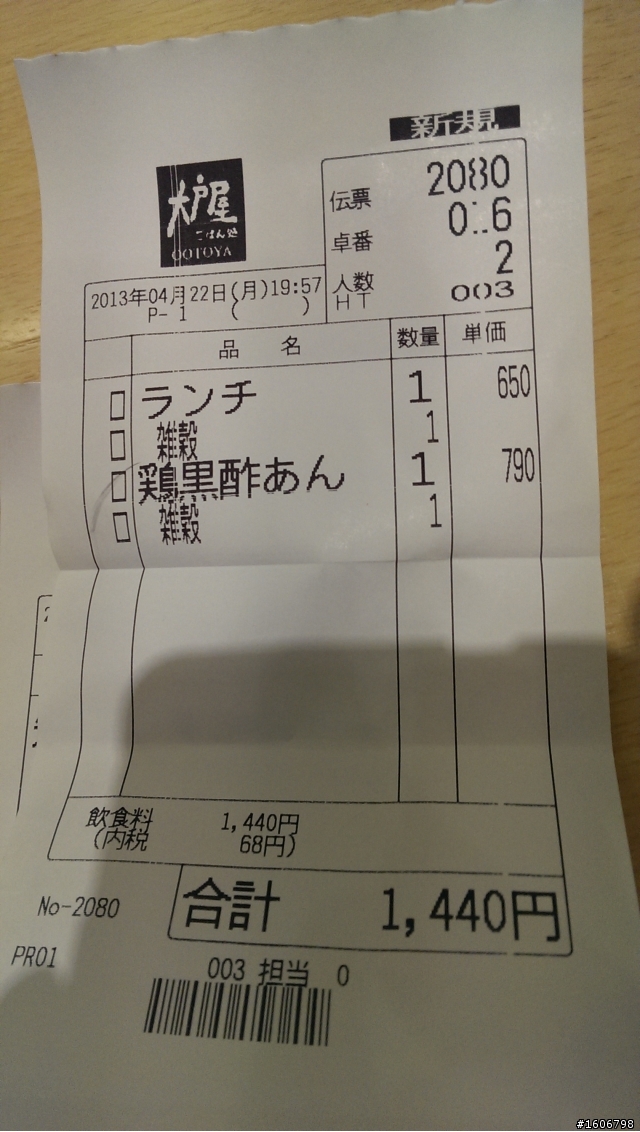 新規
大戸屋
ごはん処
OOTOYA
伝票 2080
卓番
人数 2
HT 003
2013年04月22日(月)19:57
P- 1 ( )
品 名 数量 単価
□ ランチ 1 650
□ 雑穀 1
□ 鶏黒酢あん 1 790
□ 雑穀 1
飲食料 1,440円
(内税 68円)
合計 1,440円
No-2080
PR01
003 担当 0
#1606798